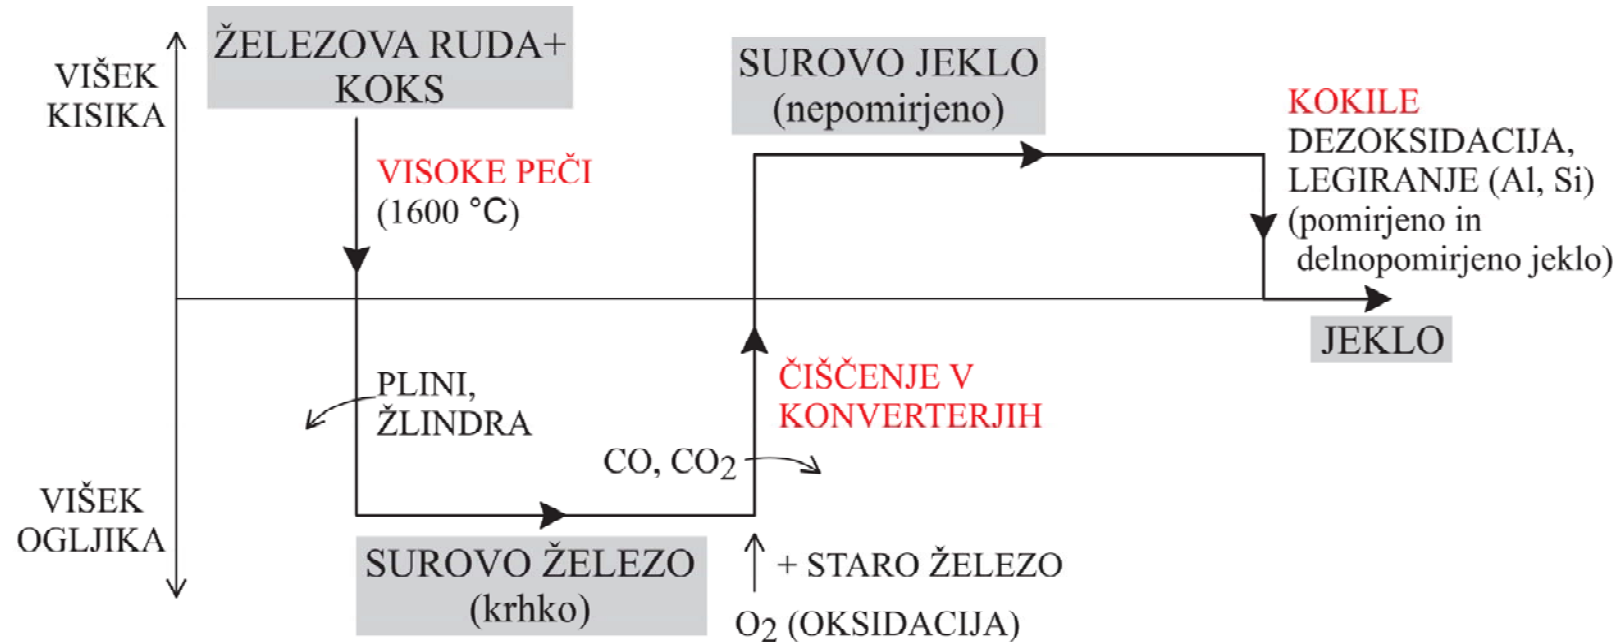 VIŠEK
KISIKA
ŽELEZOVA RUDA+
KOKS
VISOKE PEČI
(1600 °C)
PLINI,
ŽLINDRA
VIŠEK
OGLJIKA
SUROVO ŽELEZO
(krhko)
CO, CO2
+ STARO ŽELEZO
O2 (OKSIDACIJA)
ČIŠČENJE V
KONVERTERJIH
SUROVO JEKLO
(nepomirjeno)
KOKILE
DEZOKSIDACIJA,
LEGIRANJE (Al, Si)
(pomirjeno in
delnopomirjeno jeklo)
JEKLO